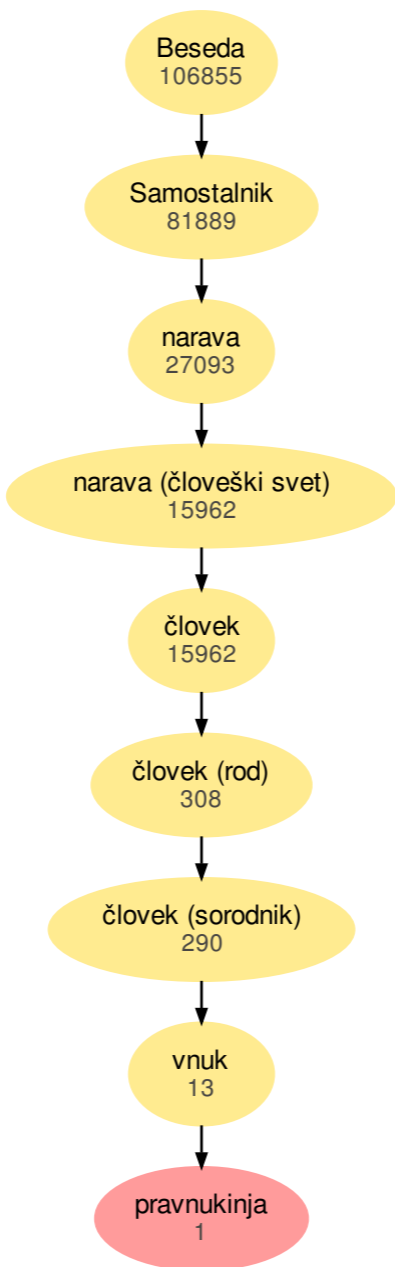 Beseda
106855
Samostalnik
81889
narava
27093
narava (človeški svet)
15962
človek
15962
človek (rod)
308
človek (sorodnik)
290
vnuk
13
pravnukinja
1